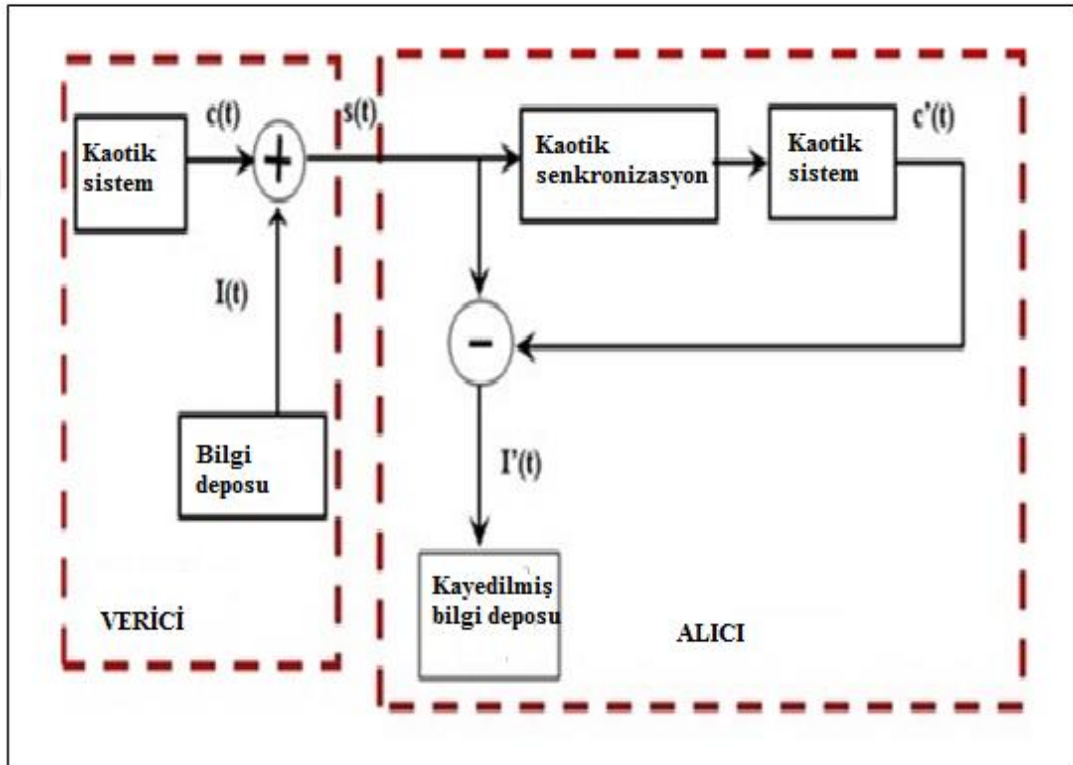 Kaotik
sistem
c(t)
+
s(t)
Kaotik
senkronizasyon
Kaotik
sistem
c’(t)
I(t)
-
Bilgi
deposu
I’(t)
Kayedilmiş
bilgi deposu
VERİCİ
ALICI